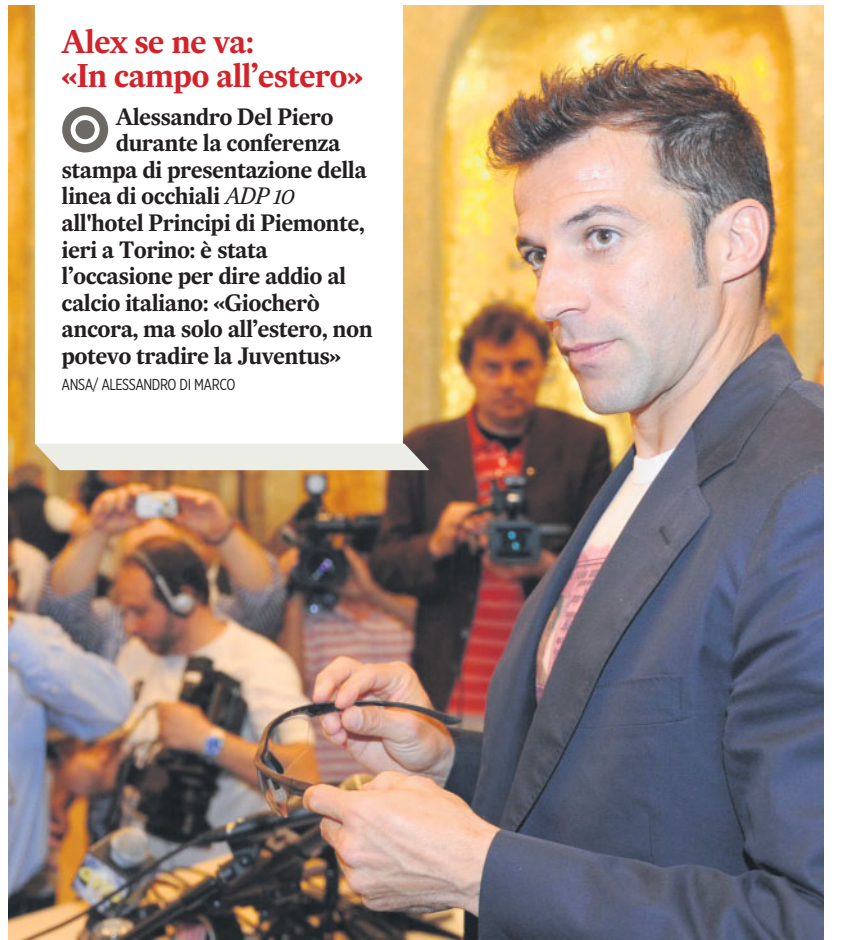 Alex se ne va:
«In campo all’estero»
Alessandro Del Piero
durante la conferenza
stampa di presentazione della
linea di occhiali ADP 10
all'hotel Principi di Piemonte,
ieri a Torino: è stata
l’occasione per dire addio al
calcio italiano: «Giocherò
ancora, ma solo all’estero, non
potevo tradire la Juventus»
ANSA/ ALESSANDRO DI MARCO